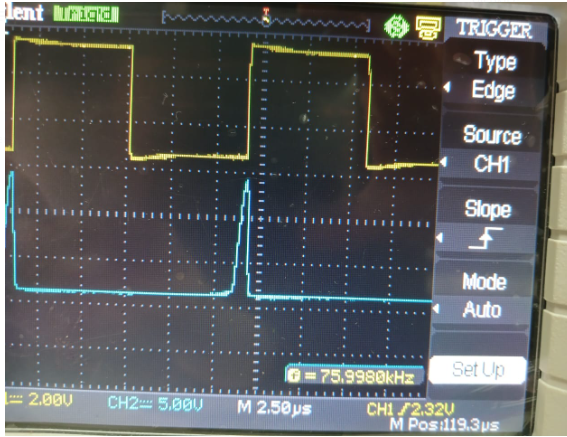 TRIGGER
Type
Edge
Source
CH1
Slope
Mode
Auto
Set Up
f = 75.9980kHz
2.00V CH2 5.00V M 2.50µs CH1 2.32V
M Pos:119.3µs